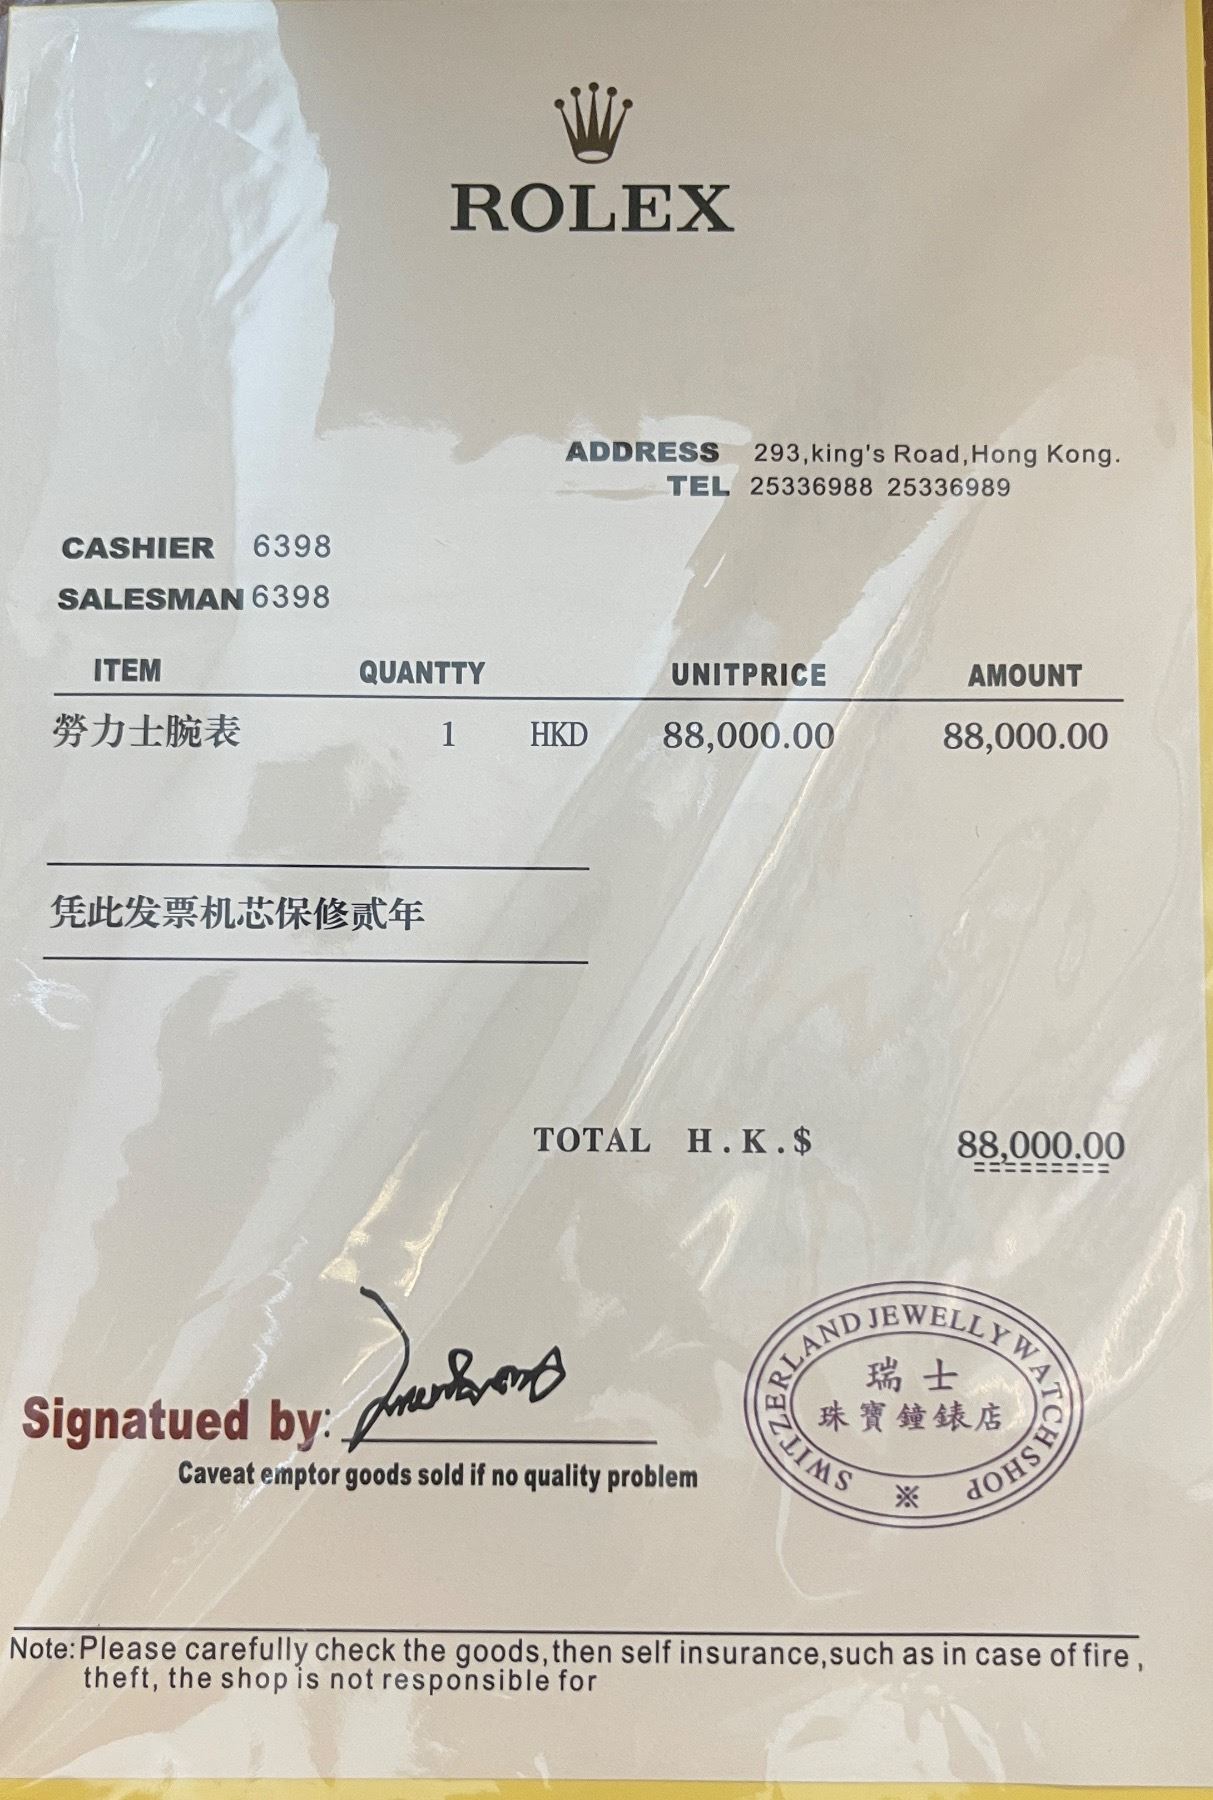 ROLEX
ADDRESS 293,king's Road,Hong Kong.
TEL 25336988 25336989
CASHIER 6398
SALESMAN 6398
ITEM QUANTTY UNITPRICE AMOUNT
勞力士腕表 1 HKD 88,000.00 88,000.00
凭此发票机芯保修贰年
TOTAL H.K.$ 88,000.00
Signatued by:
Caveat emptor goods sold if no quality problem
SWITZERLAND JEWELLY WATCH SHOP
瑞士
珠寶鐘錶店
※
Note:Please carefully check the goods,then self insurance,such as in case of fire,
theft, the shop is not responsible for